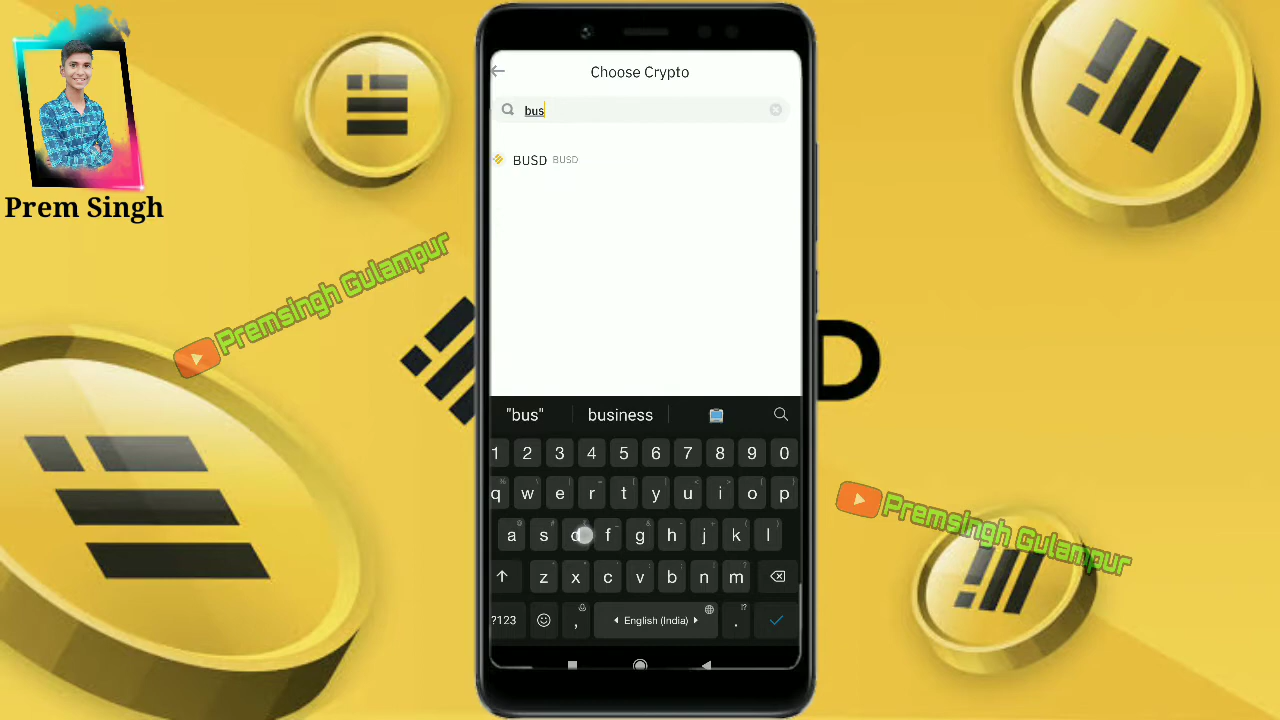 Prem Singh
Premsingh Gulampur
Choose Crypto
bus
BUSD BUSD
D
"bus" business
1 2 3 4 5 6 7 8 9 0
q w e r t y u i o p
a s d f g h j k l
z x c v b n m
?123 , English (India) .
Premsingh Gulampur